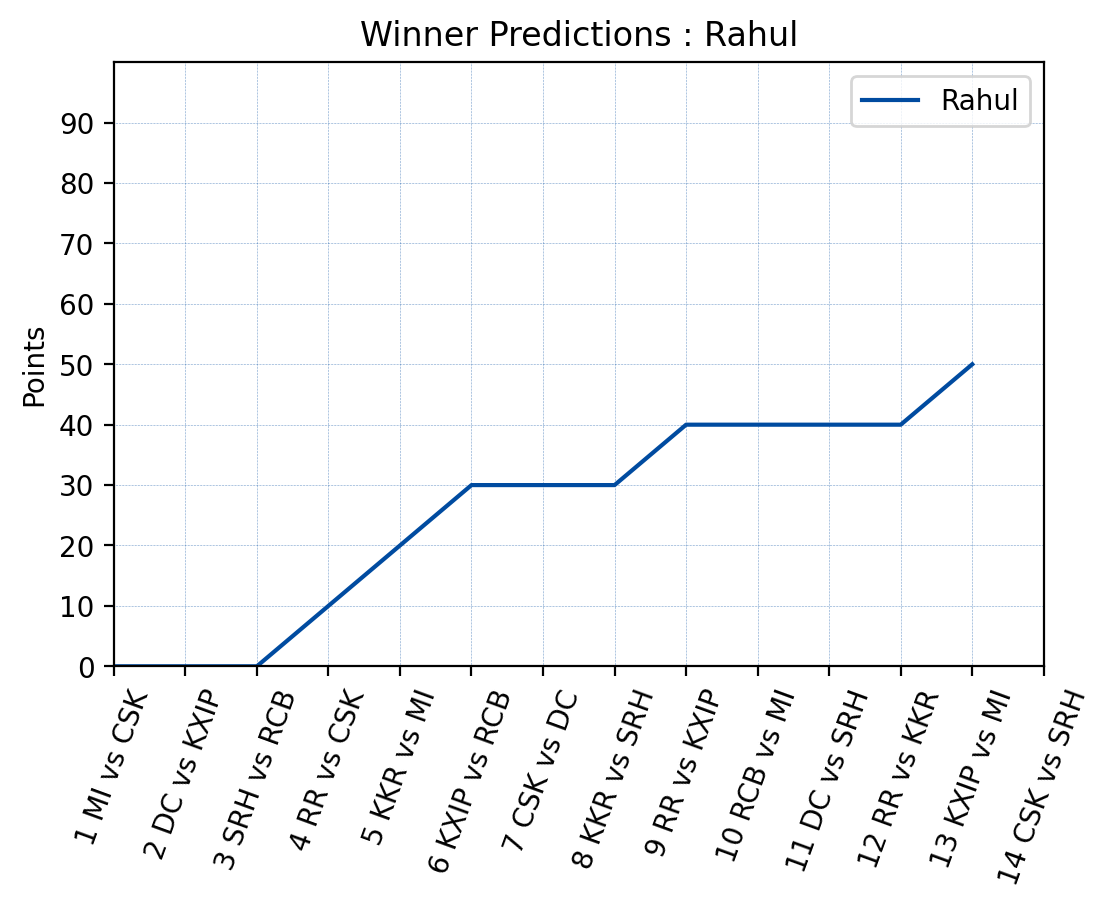 Winner Predictions : Rahul
Rahul
Points
90
80
70
60
50
40
30
20
10
0
1 MI vs CSK
2 DC vs KXIP
3 SRH vs RCB
4 RR vs CSK
5 KKR vs MI
6 KXIP vs RCB
7 CSK vs DC
8 KKR vs SRH
9 RR vs KXIP
10 RCB vs MI
11 DC vs SRH
12 RR vs KKR
13 KXIP vs MI
14 CSK vs SRH